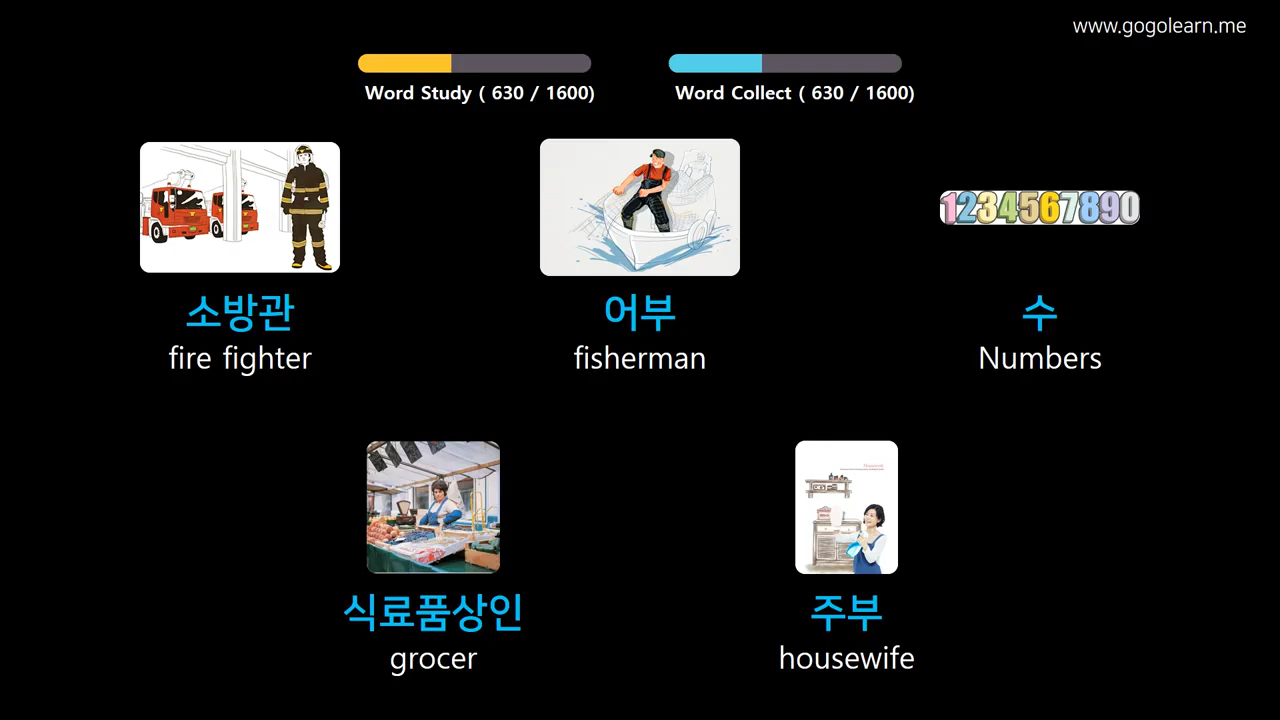 www.gogolearn.me
Word Study ( 630 / 1600)
Word Collect ( 630 / 1600)
1234567890
소방관
fire fighter
어부
fisherman
수
Numbers
식료품상인
grocer
주부
housewife